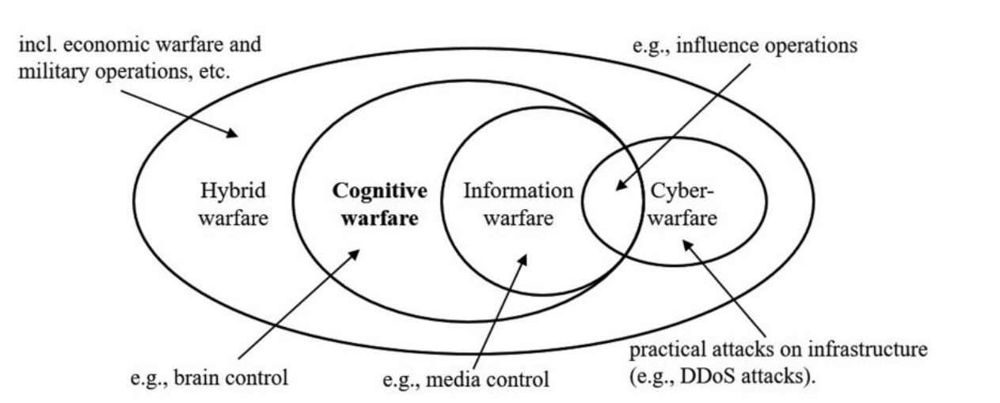 incl. economic warfare and
military operations, etc.
e.g., influence operations
Hybrid
warfare
Cognitive
warfare
Information
warfare
Cyber-
warfare
e.g., brain control
e.g., media control
practical attacks on infrastructure
(e.g., DDoS attacks).